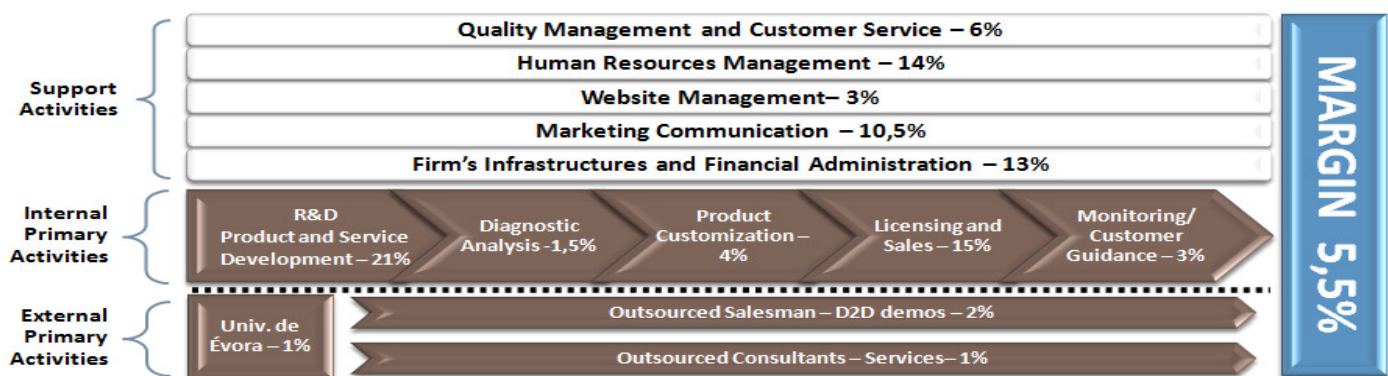 Support
Activities
Quality Management and Customer Service – 6%
Human Resources Management – 14%
Website Management– 3%
Marketing Communication – 10,5%
Firm's Infrastructures and Financial Administration – 13%
Internal
Primary
Activities
R&D
Product and Service
Development – 21%
Diagnostic
Analysis -1,5%
Product
Customization –
4%
Licensing and
Sales – 15%
Monitoring/
Customer
Guidance – 3%
External
Primary
Activities
Univ. de
Évora – 1%
Outsourced Salesman – D2D demos – 2%
Outsourced Consultants – Services– 1%
MARGIN 5,5%